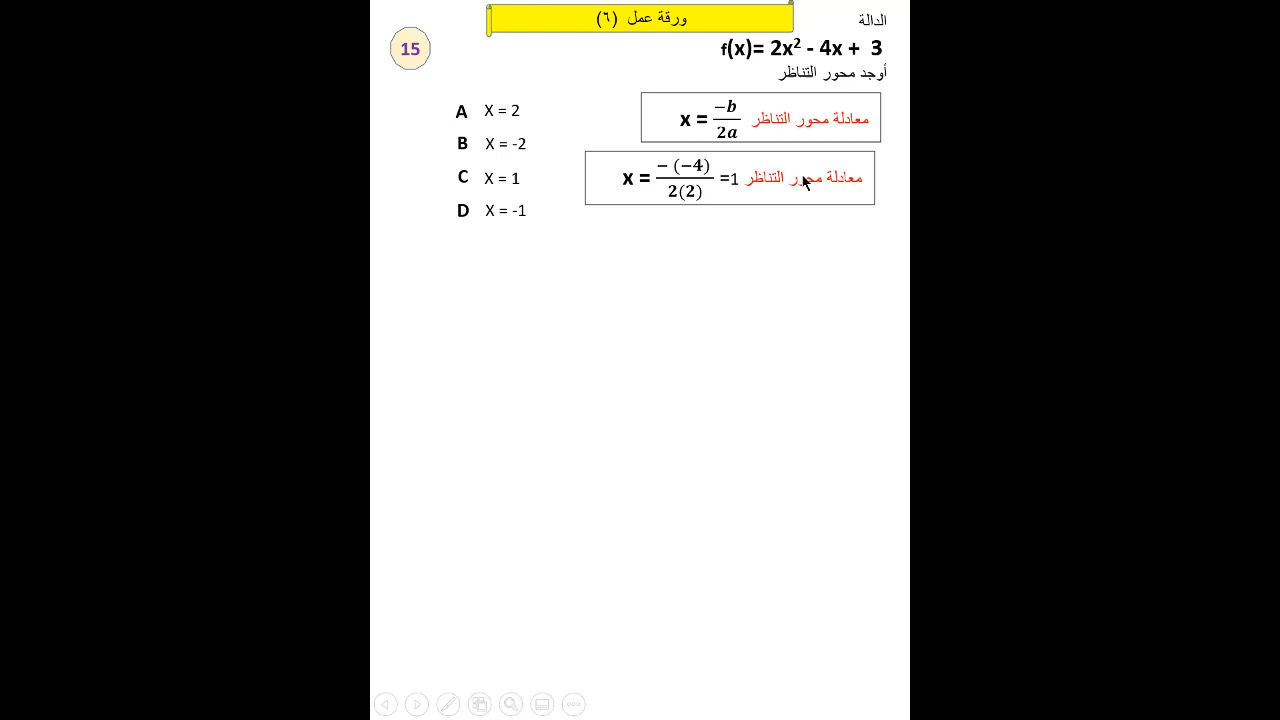 ورقة عمل (٦)
15
الدالة
f(x)= 2x² - 4x + 3
أوجد محور التناظر
معادلة محور التناظر x = −b/2a
معادلة محور التناظر x = −(−4)/2(2) =1
A X = 2
B X = -2
C X = 1
D X = -1